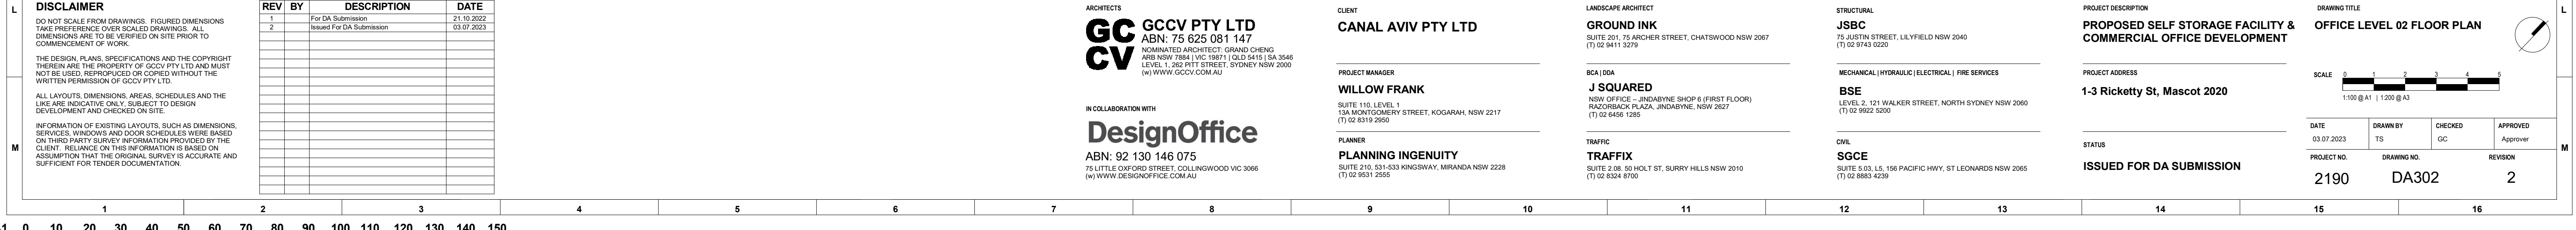 L
DISCLAIMER
DO NOT SCALE FROM DRAWINGS. FIGURED DIMENSIONS
TAKE PREFERENCE OVER SCALED DRAWINGS. ALL
DIMENSIONS ARE TO BE VERIFIED ON SITE PRIOR TO
COMMENCEMENT OF WORK.
THE DESIGN, PLANS, SPECIFICATIONS AND THE COPYRIGHT
THEREIN ARE THE PROPERTY OF GCCV PTY LTD AND MUST
NOT BE USED, REPROPUCED OR COPIED WITHOUT THE
WRITTEN PERMISSION OF GCCV PTY LTD.
ALL LAYOUTS, DIMENSIONS, AREAS, SCHEDULES AND THE
LIKE ARE INDICATIVE ONLY, SUBJECT TO DESIGN
DEVELOPMENT AND CHECKED ON SITE.
INFORMATION OF EXISTING LAYOUTS, SUCH AS DIMENSIONS,
SERVICES, WINDOWS AND DOOR SCHEDULES WERE BASED
ON THIRD PARTY SURVEY INFORMATION PROVIDED BY THE
CLIENT. RELIANCE ON THIS INFORMATION IS BASED ON
ASSUMPTION THAT THE ORIGINAL SURVEY IS ACCURATE AND
SUFFICIENT FOR TENDER DOCUMENTATION.
M
REV BY DESCRIPTION DATE
1 For DA Submission 21.10.2022
2 Issued For DA Submission 03.07.2023
ARCHITECTS
GC
CV
GCCV PTY LTD
ABN: 75 625 081 147
NOMINATED ARCHITECT: GRAND CHENG
ARB NSW 7884 | VIC 19871 | QLD 5415 | SA 3546
LEVEL 1, 262 PITT STREET, SYDNEY NSW 2000
(w) WWW.GCCV.COM.AU
IN COLLABORATION WITH
DesignOffice
ABN: 92 130 146 075
75 LITTLE OXFORD STREET, COLLINGWOOD VIC 3066
(w) WWW.DESIGNOFFICE.COM.AU
CLIENT
CANAL AVIV PTY LTD
PROJECT MANAGER
WILLOW FRANK
SUITE 110, LEVEL 1
13A MONTGOMERY STREET, KOGARAH, NSW 2217
(T) 02 8319 2950
PLANNER
PLANNING INGENUITY
SUITE 210, 531-533 KINGSWAY, MIRANDA NSW 2228
(T) 02 9531 2555
LANDSCAPE ARCHITECT
GROUND INK
SUITE 201, 75 ARCHER STREET, CHATSWOOD NSW 2067
(T) 02 9411 3279
BCA | DDA
J SQUARED
NSW OFFICE – JINDABYNE SHOP 6 (FIRST FLOOR)
RAZORBACK PLAZA, JINDABYNE, NSW 2627
(T) 02 6456 1285
TRAFFIC
TRAFFIX
SUITE 2.08. 50 HOLT ST, SURRY HILLS NSW 2010
(T) 02 8324 8700
STRUCTURAL
JSBC
75 JUSTIN STREET, LILYFIELD NSW 2040
(T) 02 9743 0220
MECHANICAL | HYDRAULIC | ELECTRICAL | FIRE SERVICES
BSE
LEVEL 2, 121 WALKER STREET, NORTH SYDNEY NSW 2060
(T) 02 9922 5200
CIVIL
SGCE
SUITE 5.03, L5, 156 PACIFIC HWY, ST LEONARDS NSW 2065
(T) 02 8883 4239
PROJECT DESCRIPTION
PROPOSED SELF STORAGE FACILITY &
COMMERCIAL OFFICE DEVELOPMENT
PROJECT ADDRESS
1-3 Ricketty St, Mascot 2020
STATUS
ISSUED FOR DA SUBMISSION
DRAWING TITLE
OFFICE LEVEL 02 FLOOR PLAN
SCALE 0 1 2 3 4 5
1:100 @ A1 | 1:200 @ A3
DATE DRAWN BY CHECKED APPROVED
03.07.2023 TS GC Approver
PROJECT NO. DRAWING NO. REVISION
2190 DA302 2
L
M
1 2 3 4 5 6 7 8 9 10 11 12 13 14 15 16
0 10 20 30 40 50 60 70 80 90 100 110 120 130 140 150